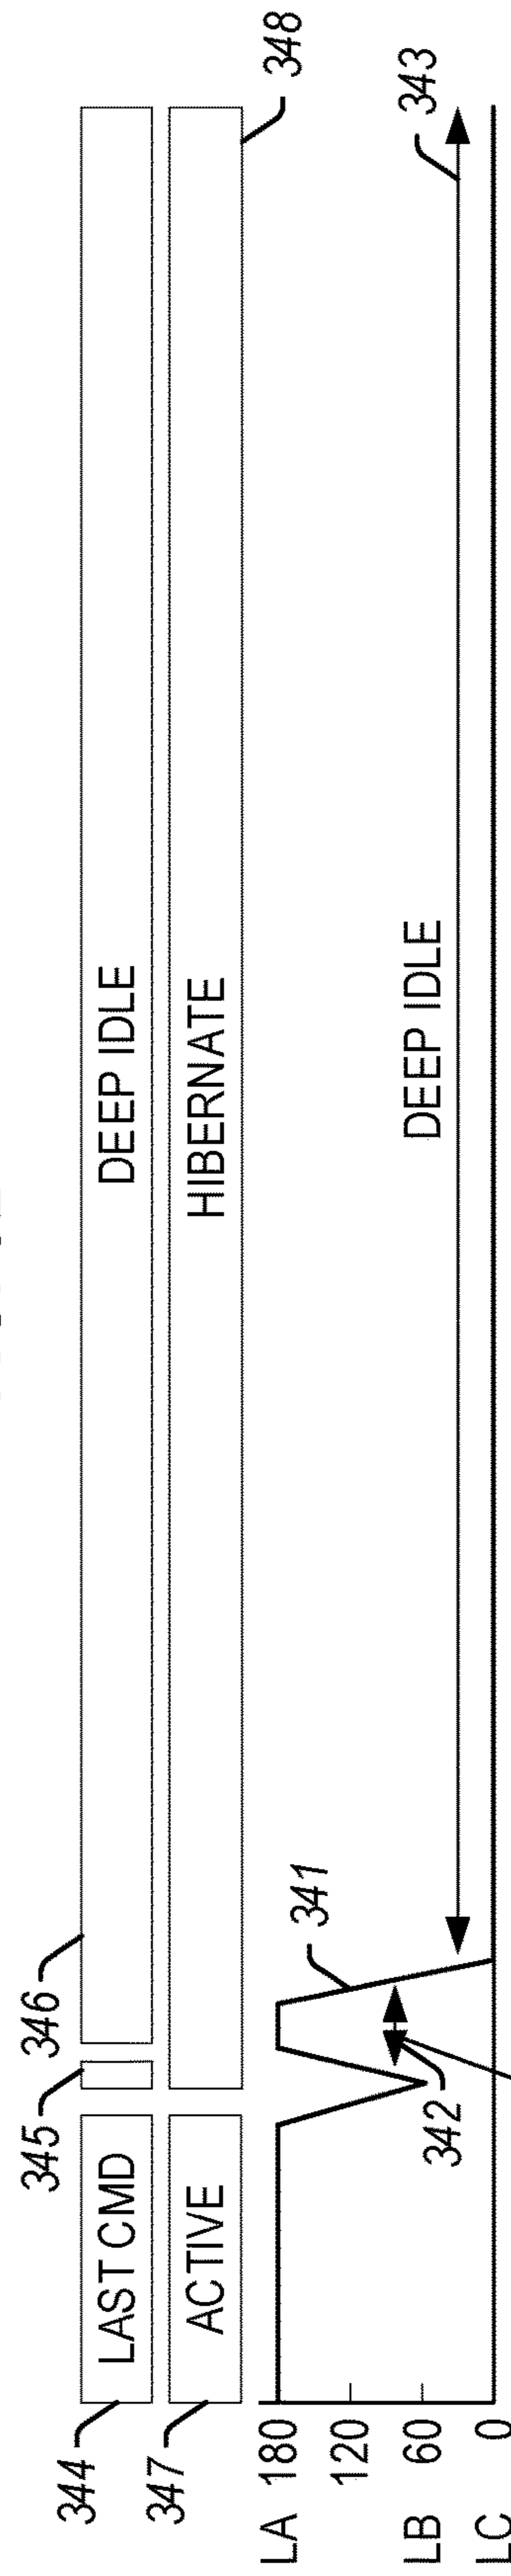 345 346
344 LAST CMD DEEP IDLE
347 ACTIVE HIBERNATE 348
LA 180 341
120
LB 60 342 DEEP IDLE 343
LC 0